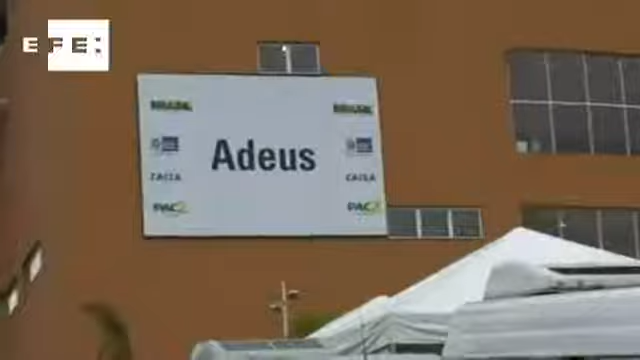 EFE:
BRASIL BRASIL
Adeus
CAIXA CAIXA
PAC2 PAC2